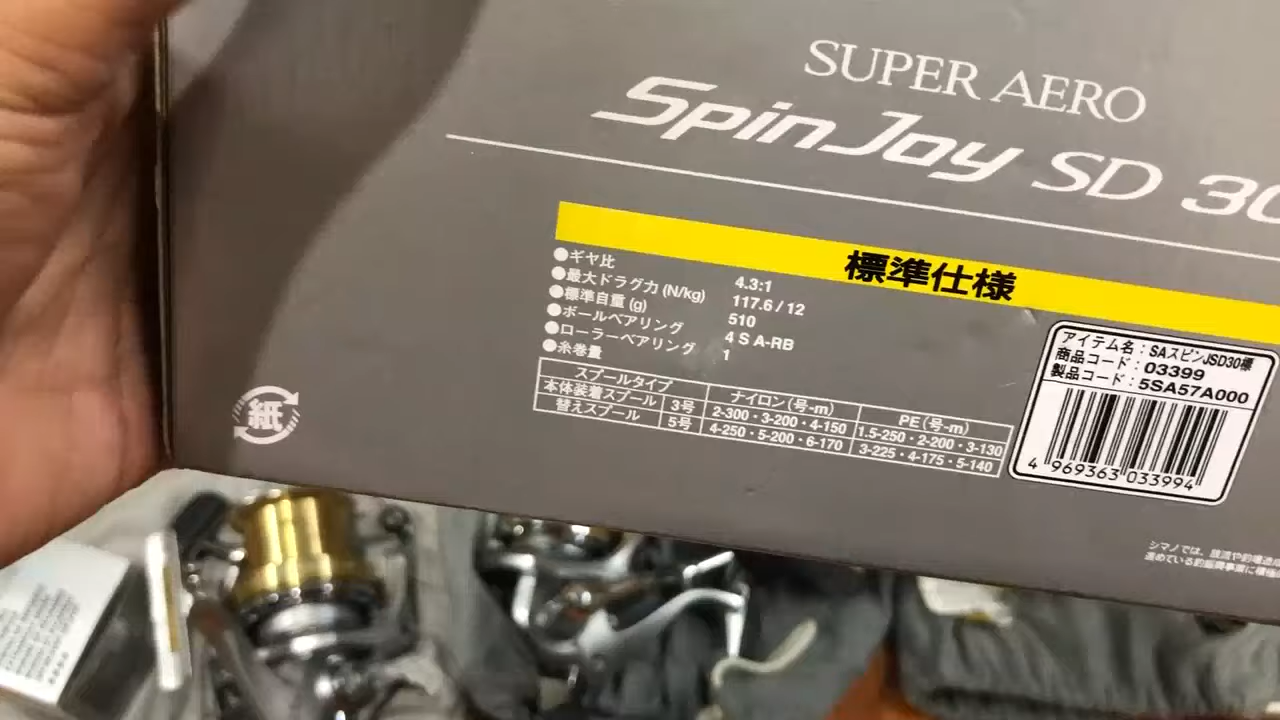 SUPER AERO
SpinJoy SD 30
標準仕様
●ギヤ比 4.3:1
●最大ドラグ力(N/kg) 117.6 / 12
●標準自重(g) 510
●ボールベアリング 4 S A-RB
●ローラーベアリング 1
●糸巻量
スプールタイプ ナイロン(号-m) PE(号-m)
本体装着スプール 3号 2-300・3-200・4-150 1.5-250・2-200・3-130
替えスプール 5号 4-250・5-200・6-170 3-225・4-175・5-140
アイテム名:SAスピンJSD30標
商品コード:03399
製品コード:5SA57A000
4 969363 033994
紙
シマノでは、